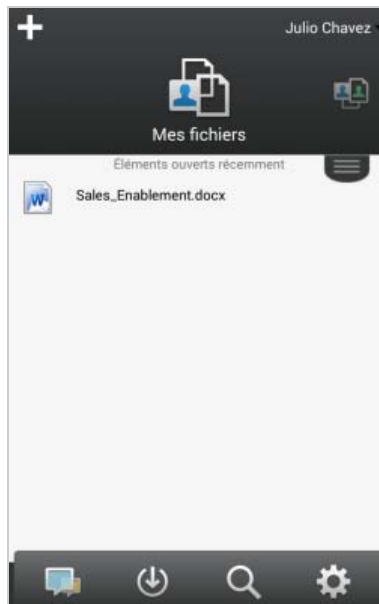 Julio Chavez
Mes fichiers
Éléments ouverts récemment
Sales_Enablement.docx